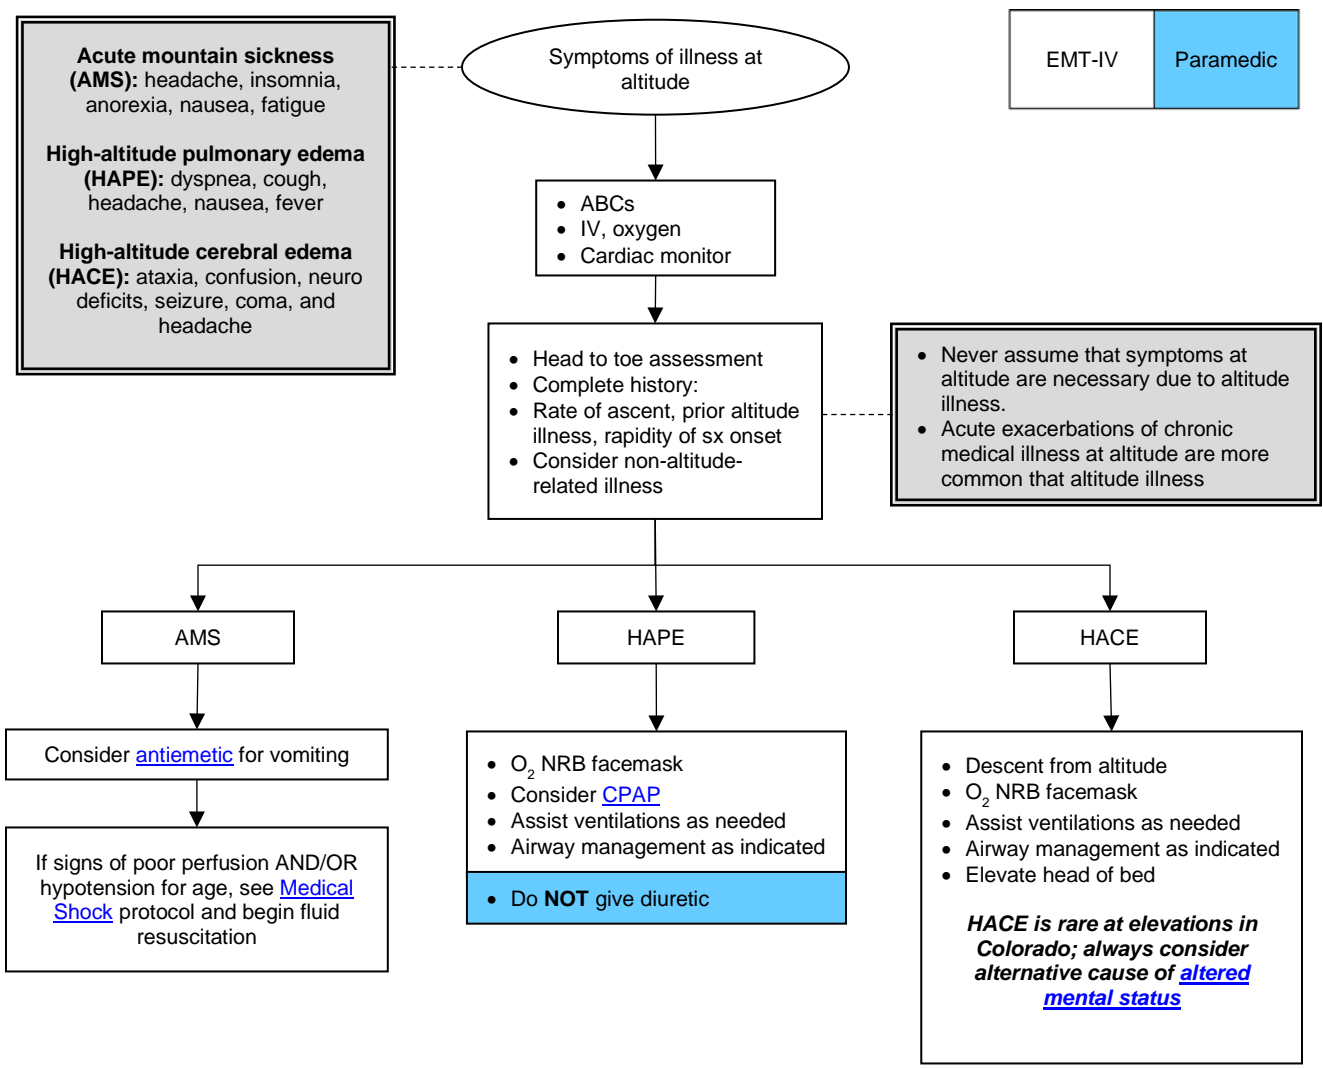 Acute mountain sickness
(AMS): headache, insomnia,
anorexia, nausea, fatigue
High-altitude pulmonary edema
(HAPE): dyspnea, cough,
headache, nausea, fever
High-altitude cerebral edema
(HACE): ataxia, confusion, neuro
deficits, seizure, coma, and
headache
Symptoms of illness at
altitude
EMT-IV
Paramedic
• ABCs
• IV, oxygen
• Cardiac monitor
• Head to toe assessment
• Complete history:
• Rate of ascent, prior altitude
illness, rapidity of sx onset
• Consider non-altitude-
related illness
• Never assume that symptoms at
altitude are necessary due to altitude
illness.
• Acute exacerbations of chronic
medical illness at altitude are more
common that altitude illness
AMS
Consider antiemetic for vomiting
If signs of poor perfusion AND/OR
hypotension for age, see Medical
Shock protocol and begin fluid
resuscitation
HAPE
• O2 NRB facemask
• Consider CPAP
• Assist ventilations as needed
• Airway management as indicated
• Do NOT give diuretic
HACE
• Descent from altitude
• O2 NRB facemask
• Assist ventilations as needed
• Airway management as indicated
• Elevate head of bed
HACE is rare at elevations in
Colorado; always consider
alternative cause of altered
mental status